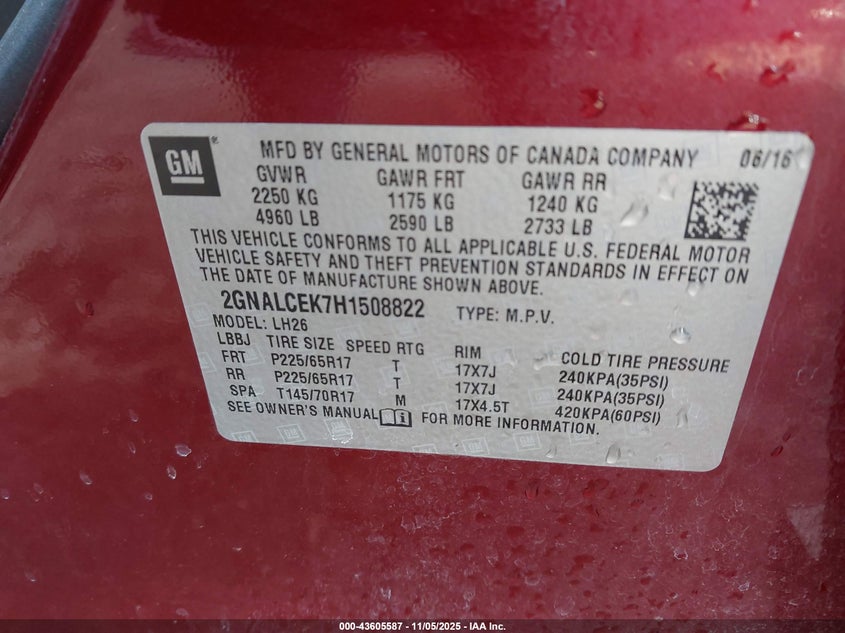 GM ® MFD BY GENERAL MOTORS OF CANADA COMPANY 06/16
GVWR GAWR FRT GAWR RR
2250 KG 1175 KG 1240 KG
4960 LB 2590 LB 2733 LB
THIS VEHICLE CONFORMS TO ALL APPLICABLE U.S. FEDERAL MOTOR
VEHICLE SAFETY AND THEFT PREVENTION STANDARDS IN EFFECT ON
THE DATE OF MANUFACTURE SHOWN ABOVE.
2GNALCEK7H1508822 TYPE: M.P.V.
MODEL: LH26
LBBJ TIRE SIZE SPEED RTG RIM COLD TIRE PRESSURE
FRT P225/65R17 T 17X7J 240KPA(35PSI)
RR P225/65R17 T 17X7J 240KPA(35PSI)
SPA T145/70R17 M 17X4.5T 420KPA(60PSI)
SEE OWNER'S MANUAL FOR MORE INFORMATION.
000-43605587 - 11/05/2025 - IAA Inc.